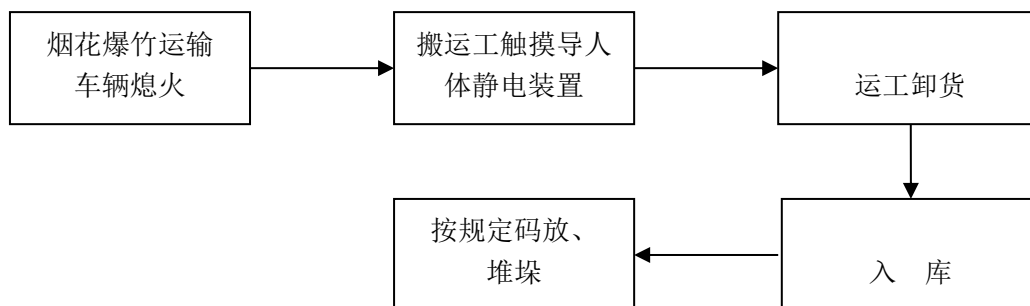 烟花爆竹运输
车辆熄火
搬运工触摸导人
体静电装置
运工卸货
入 库
按规定码放、
堆垛